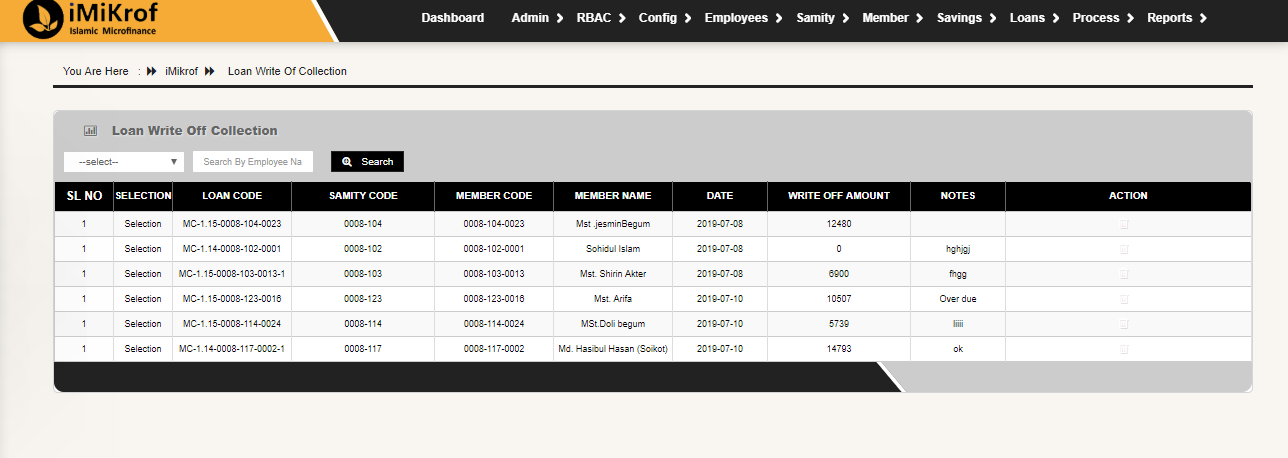 iMiKrof
Islamic Microfinance
Dashboard Admin RBAC Config Employees Samity Member Savings Loans Process Reports
You Are Here : iMikrof Loan Write Of Collection
Loan Write Off Collection
--select-- Search By Employee Na Search
SL NO SELECTION LOAN CODE SAMITY CODE MEMBER CODE MEMBER NAME DATE WRITE OFF AMOUNT NOTES ACTION
1 Selection MC-1.15-0008-104-0023 0008-104 0008-104-0023 Mst .jesminBegum 2019-07-08 12480
1 Selection MC-1.14-0008-102-0001 0008-102 0008-102-0001 Sohidul Islam 2019-07-08 0 hghjgj
1 Selection MC-1.15-0008-103-0013-1 0008-103 0008-103-0013 Mst. Shirin Akter 2019-07-08 6900 fhgg
1 Selection MC-1.15-0008-123-0016 0008-123 0008-123-0016 Mst. Arifa 2019-07-10 10507 Over due
1 Selection MC-1.15-0008-114-0024 0008-114 0008-114-0024 MSt.Doli begum 2019-07-10 5739
1 Selection MC-1.14-0008-117-0002-1 0008-117 0008-117-0002 Md. Hasibul Hasan (Soikot) 2019-07-10 14793 ok